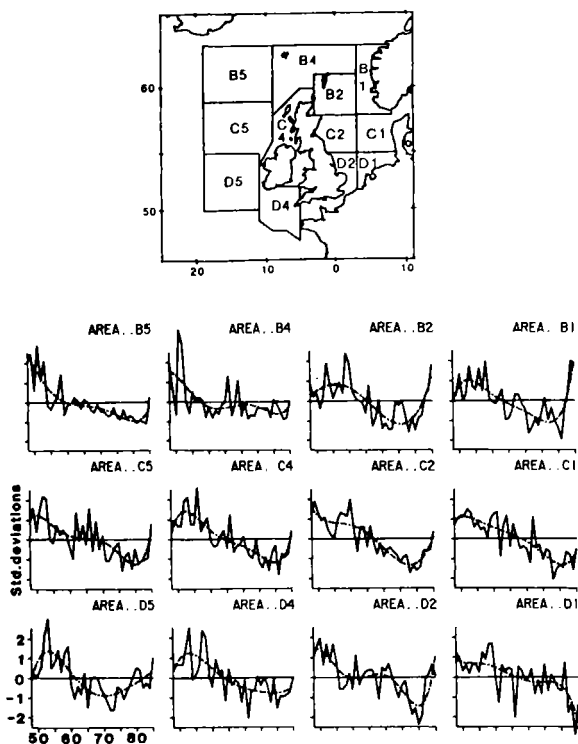 B5
B4
B
1
60
B2
C5
C
4
C2
C1
D2
D1
D5
50
D4
20
10
0
10
AREA..B5
AREA..B4
AREA..B2
AREA. B1
AREA..C5
AREA. C4
AREA..C2
AREA..C1
Std.deviations
AREA..D5
AREA..D4
AREA..D2
AREA..D1
2
1
0
-1
-2
50 60 70 80